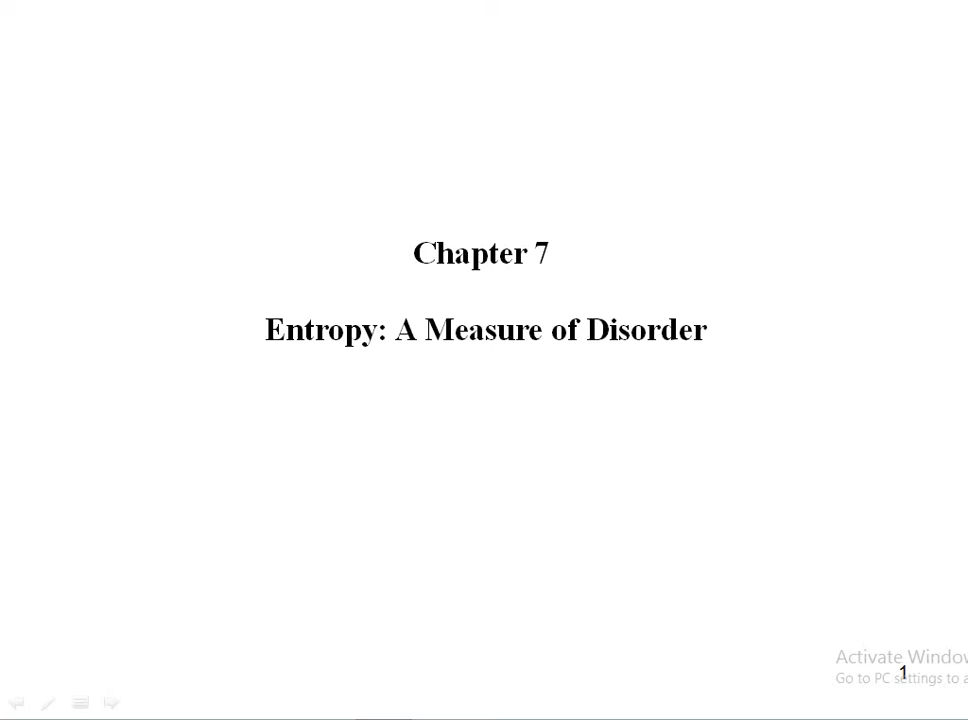 Chapter 7
Entropy: A Measure of Disorder
Activate Window
1
Go to PC settings to a